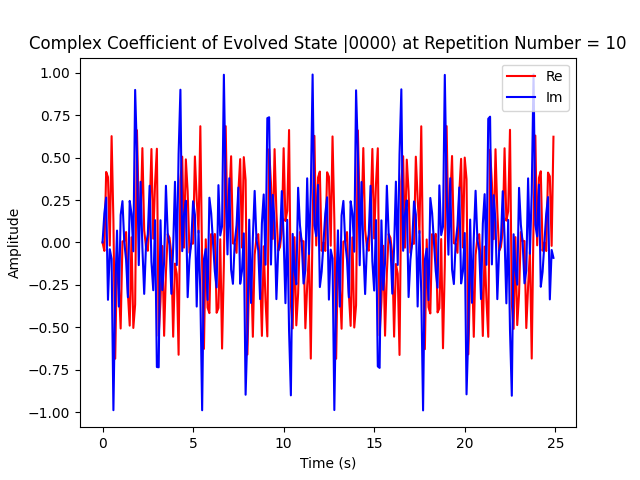 Complex Coefficient of Evolved State |0000⟩ at Repetition Number = 10
Re
Im
1.00
0.75
0.50
0.25
0.00
−0.25
−0.50
−0.75
−1.00
Amplitude
0 5 10 15 20 25
Time (s)